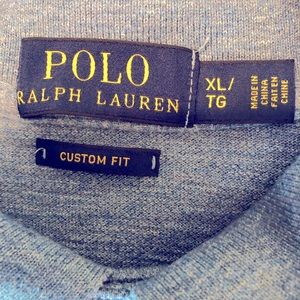 POLO
RALPH LAUREN
XL/
TG
MADE IN
CHINA
FAIT EN
CHINE
CUSTOM FIT